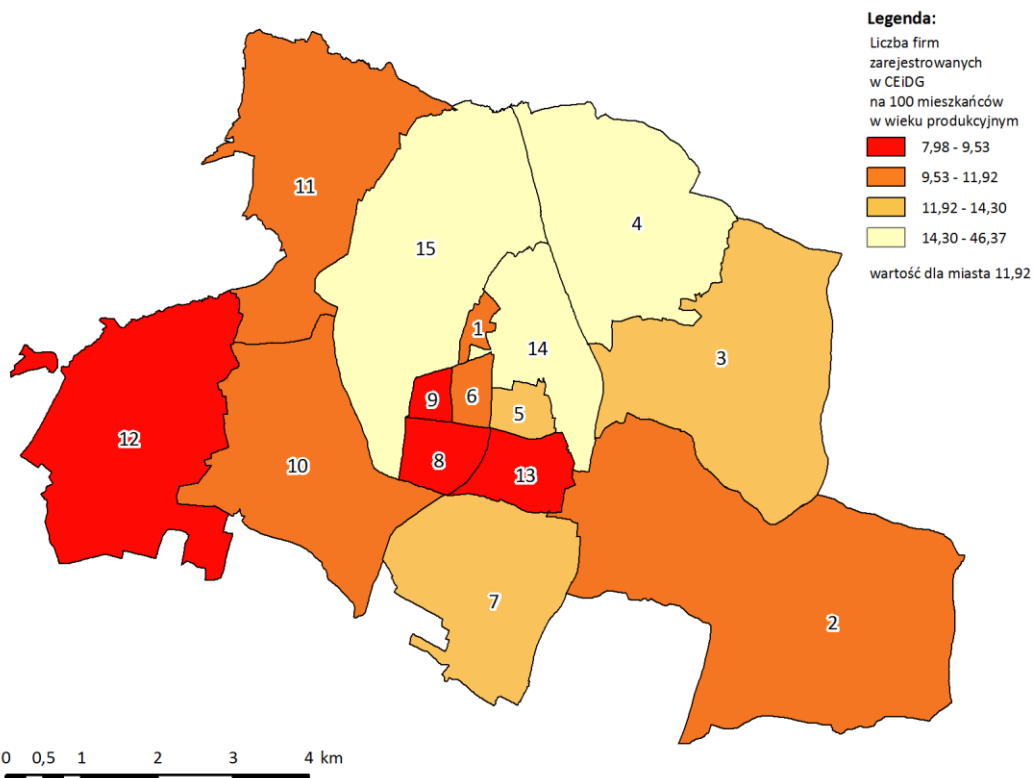 Legenda:
Liczba firm
zarejestrowanych
w CEiDG
na 100 mieszkańców
w wieku produkcyjnym
7,98 - 9,53
9,53 - 11,92
11,92 - 14,30
14,30 - 46,37
wartość dla miasta 11,92
11
15
4
1
14
3
9
6
5
12
8
10
13
7
2
0 0,5 1 2 3 4 km